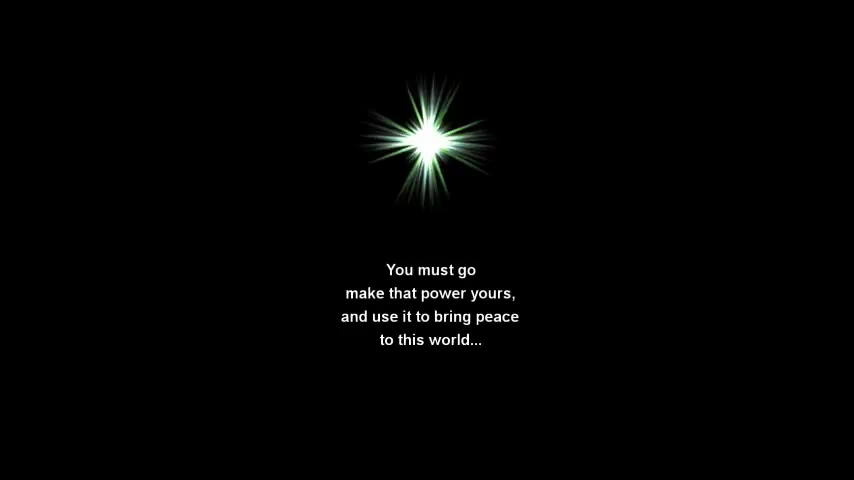 You must go
make that power yours,
and use it to bring peace
to this world...